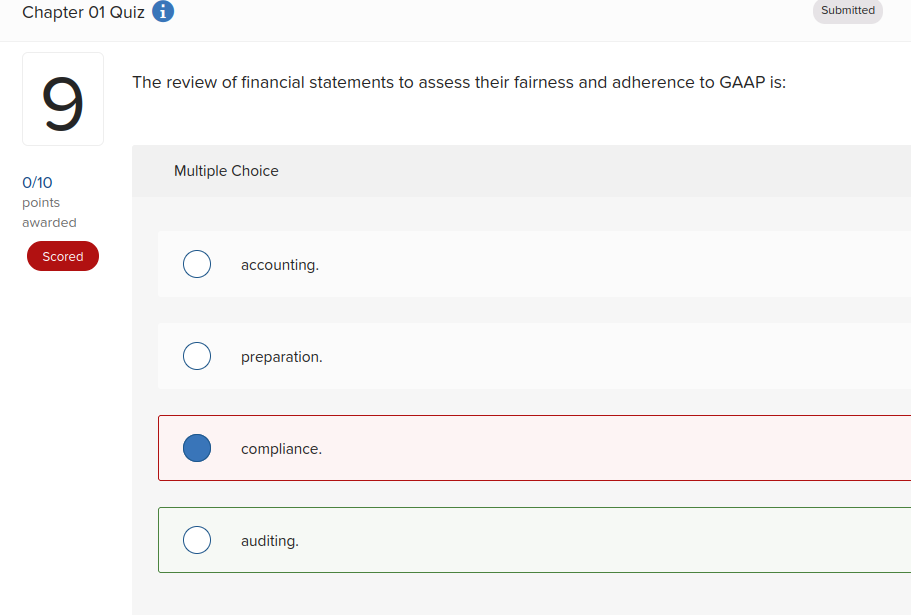 Chapter 01 Quiz i
Submitted
9
The review of financial statements to assess their fairness and adherence to GAAP is:
0/10
points
awarded
Scored
Multiple Choice
accounting.
preparation.
compliance.
auditing.